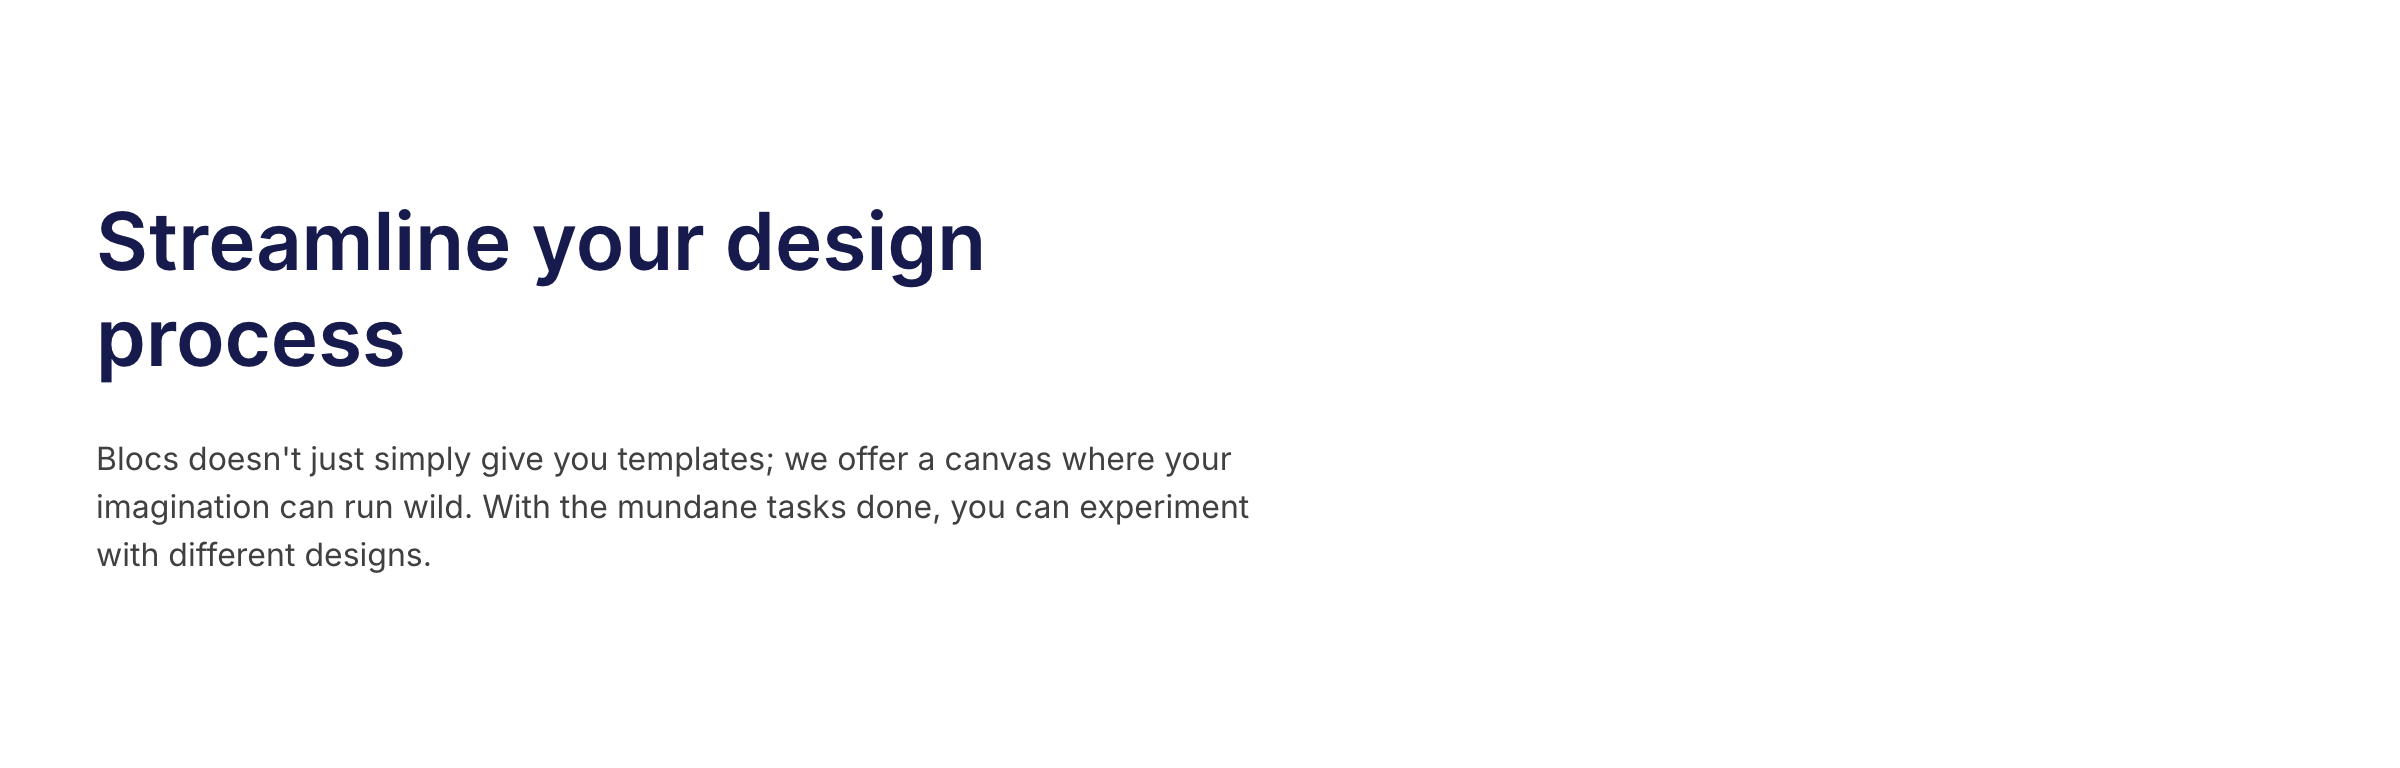 Streamline your design
process
Blocs doesn't just simply give you templates; we offer a canvas where your
imagination can run wild. With the mundane tasks done, you can experiment
with different designs.